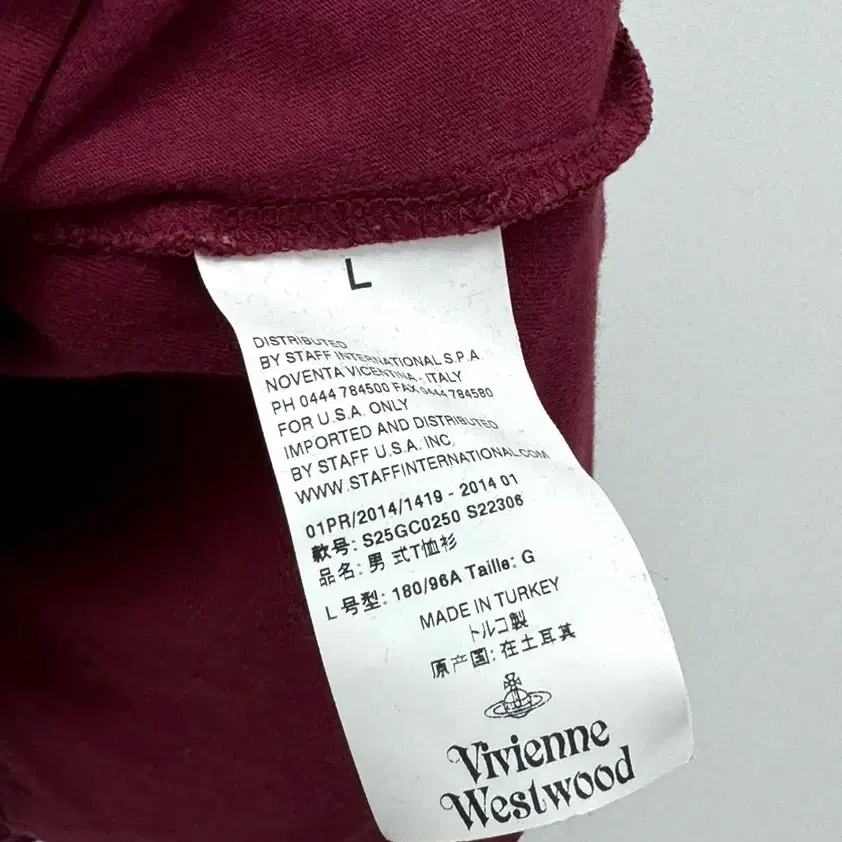 L
DISTRIBUTED
BY STAFF INTERNATIONAL S.P.A.
NOVENTA VICENTINA - ITALY
PH 0444 784500 FAX 0444 784580
FOR U.S.A. ONLY
IMPORTED AND DISTRIBUTED
BY STAFF U.S.A. INC.
WWW.STAFFINTERNATIONAL.COM
01PR/2014/1419 - 2014 01
款号: S25GC0250 S22306
品名: 男 式T恤衫
L 号型: 180/96A Taille: G
MADE IN TURKEY
トルコ製
原产国: 在土耳其
Vivienne
Westwood